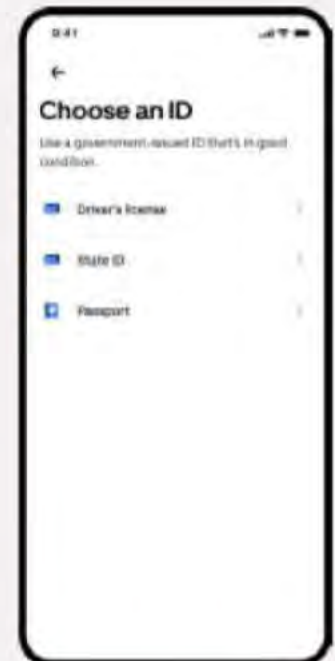 9:41
Choose an ID
Use a government-issued ID that's in good
condition.
Driver's license
State ID
Passport